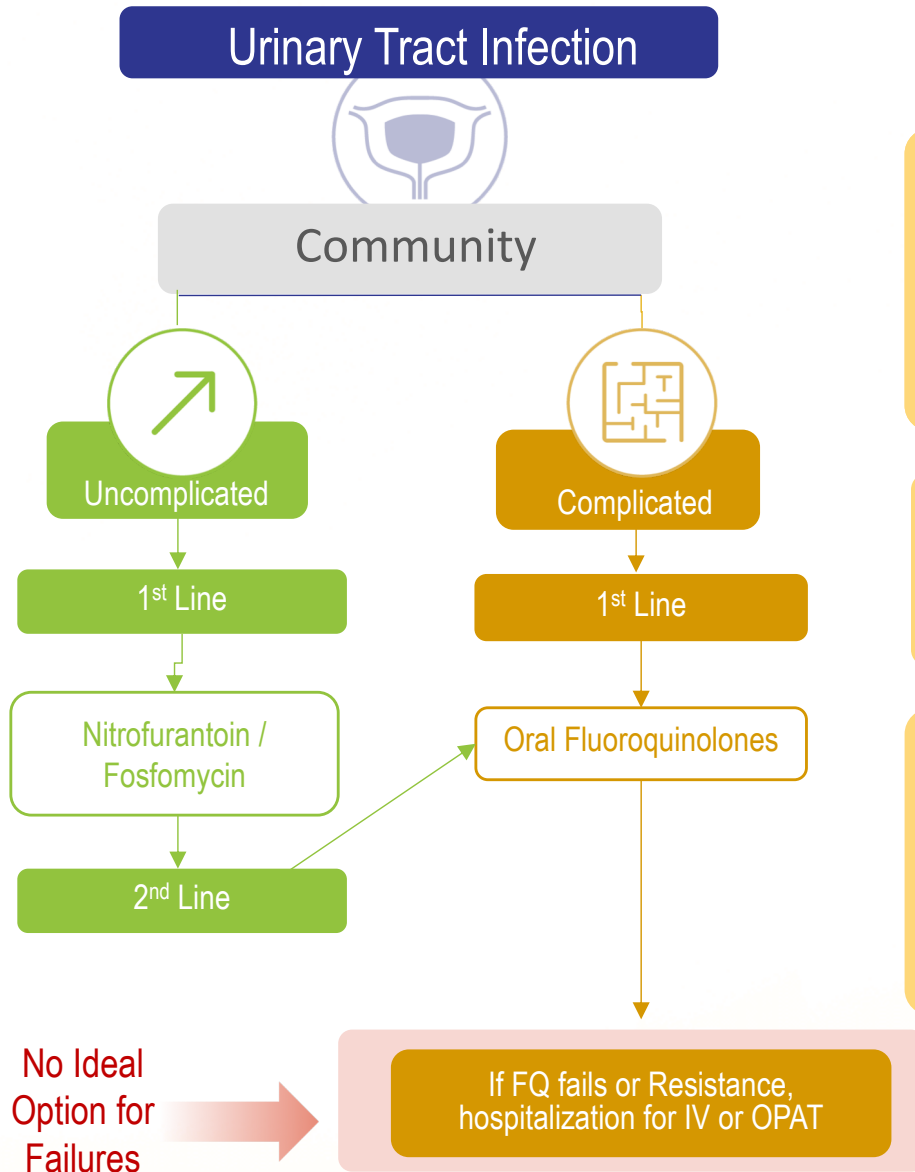 Urinary Tract Infection
Community
Uncomplicated
Complicated
1st Line
1st Line
Nitrofurantoin /
Fosfomycin
Oral Fluoroquinolones
2nd Line
No Ideal
Option for
Failures
If FQ fails or Resistance,
hospitalization for IV or OPAT